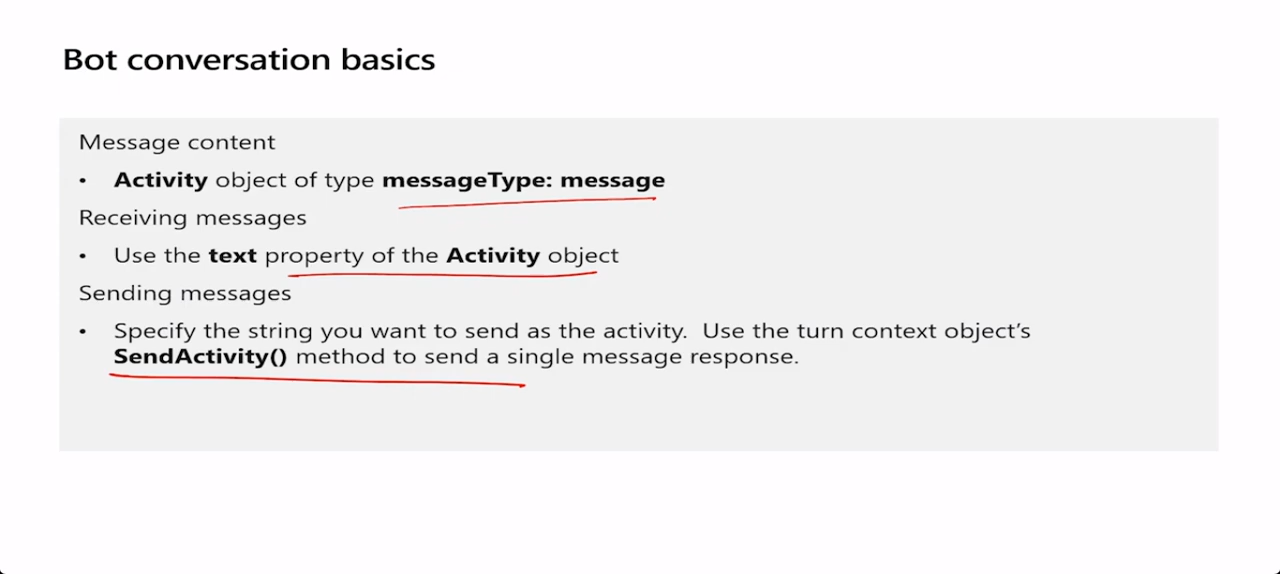 Bot conversation basics
Message content
• Activity object of type messageType: message
Receiving messages
• Use the text property of the Activity object
Sending messages
• Specify the string you want to send as the activity.  Use the turn context object's
SendActivity() method to send a single message response.